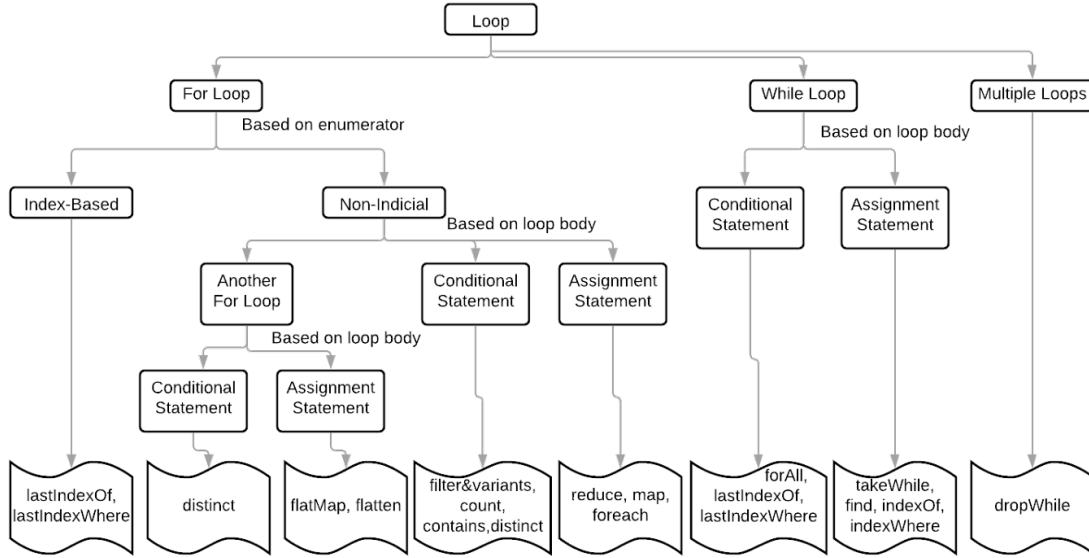 Loop
For Loop
While Loop
Multiple Loops
Based on enumerator
Based on loop body
Index-Based
Non-Indicial
Conditional
Statement
Assignment
Statement
Based on loop body
Another
For Loop
Conditional
Statement
Assignment
Statement
Based on loop body
Conditional
Statement
Assignment
Statement
lastIndexOf,
lastIndexWhere
distinct
flatMap, flatten
filter&variants,
count,
contains,distinct
reduce, map,
foreach
forAll,
lastIndexOf,
lastIndexWhere
takeWhile,
find, indexOf,
indexWhere
dropWhile